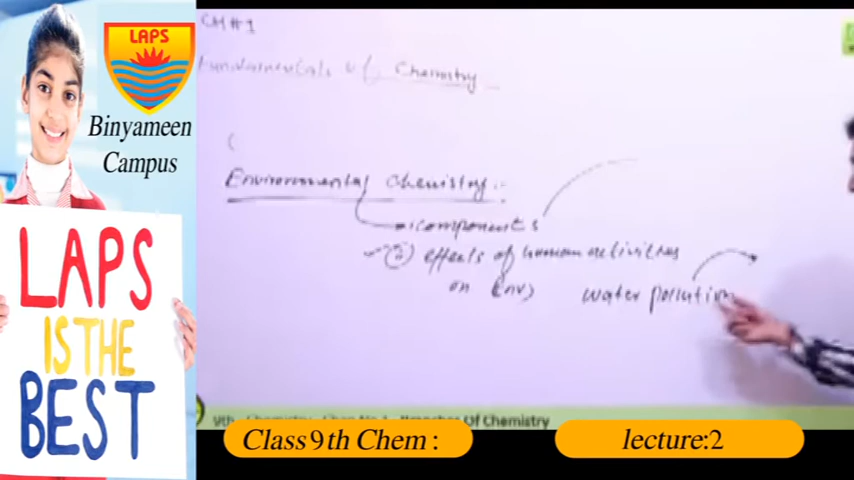 LAPS
Binyameen
Campus
LAPS
IS THE
BEST
CH # 1
Fundamentals of Chemistry
Environmental Chemistry:-
components
② effects of human activities
on Env)
water pollution
9th - Chemistry - Chap No 1 - Branches Of Chemistry
Class 9th Chem :
lecture:2